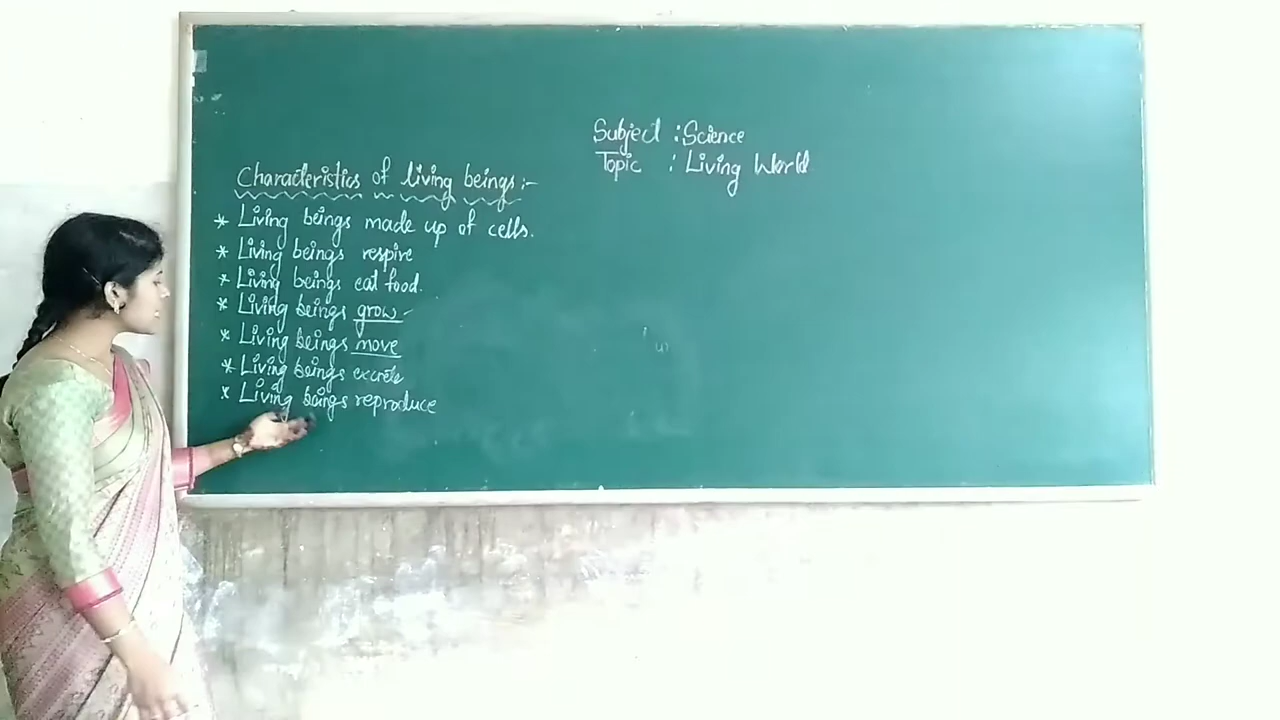 Subject : Science
Topic : Living World
Characteristics of living beings :-
* Living beings made up of cells.
* Living beings respire
* Living beings eat food.
* Living beings grow -
* Living beings move
* Living beings excrete
* Living beings reproduce